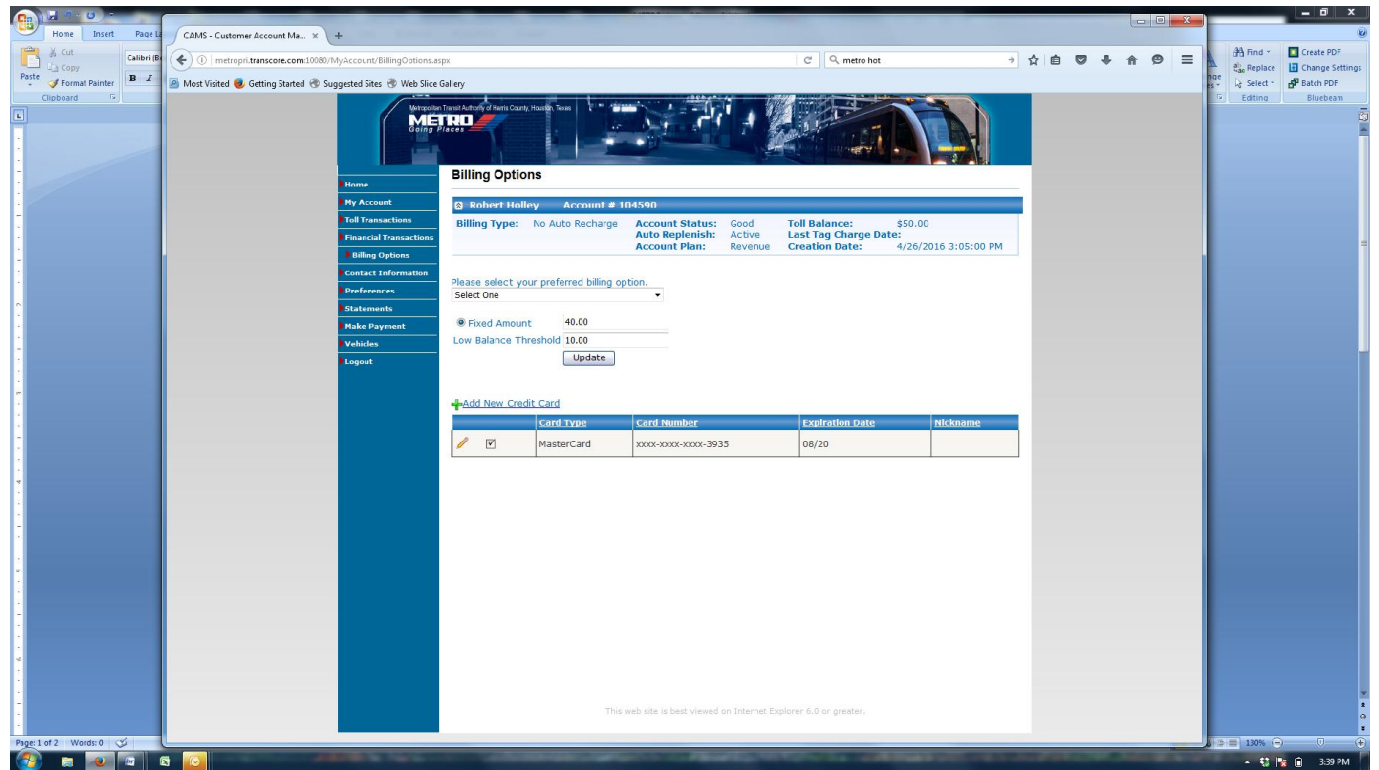 Home Insert Page La
Cut
Copy
Paste
Format Painter
Clipboard
Calibri (B
B I
CAMS - Customer Account Ma... × +
metropri.transcore.com:10080/MyAccount/BillingOptions.aspx
metro hot
Most Visited Getting Started Suggested Sites Web Slice Gallery
Find
Replace
Select
Editing
Create PDF
Change Settings
Batch PDF
Bluebeam
Metropolitan Transit Authority of Harris County, Houston, Texas
METRO
Going Places
Home
My Account
Toll Transactions
Financial Transactions
Billing Options
Contact Information
Preferences
Statements
Make Payment
Vehicles
Logout
Billing Options
Robert Holley Account # 104590
Billing Type: No Auto Recharge Account Status: Good Toll Balance: $50.00
Auto Replenish: Active Last Tag Charge Date:
Account Plan: Revenue Creation Date: 4/26/2016 3:05:00 PM
Please select your preferred billing option.
Select One
Fixed Amount 40.00
Low Balance Threshold 10.00
Update
Add New Credit Card
Card Type Card Number Expiration Date Nickname
MasterCard xxxx-xxxx-xxxx-3935 08/20
This web site is best viewed on Internet Explorer 6.0 or greater.
Page: 1 of 2 Words: 0
130%
3:39 PM